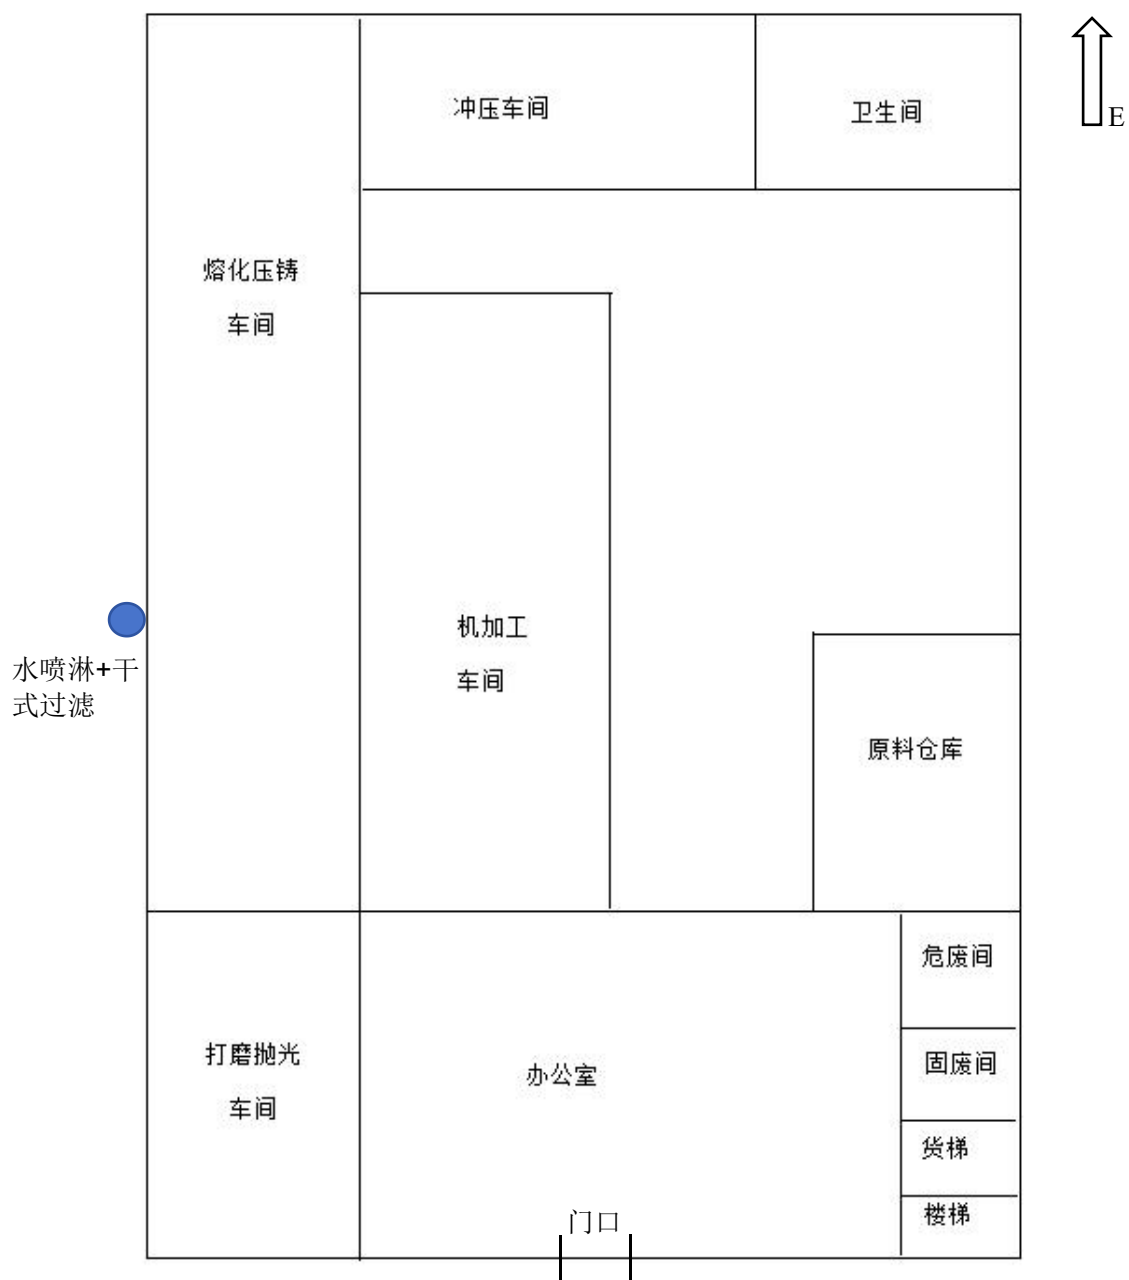 冲压车间
卫生间
E
熔化压铸
车间
机加工
车间
水喷淋+干
式过滤
原料仓库
危废间
打磨抛光
车间
办公室
固废间
货梯
楼梯
门口